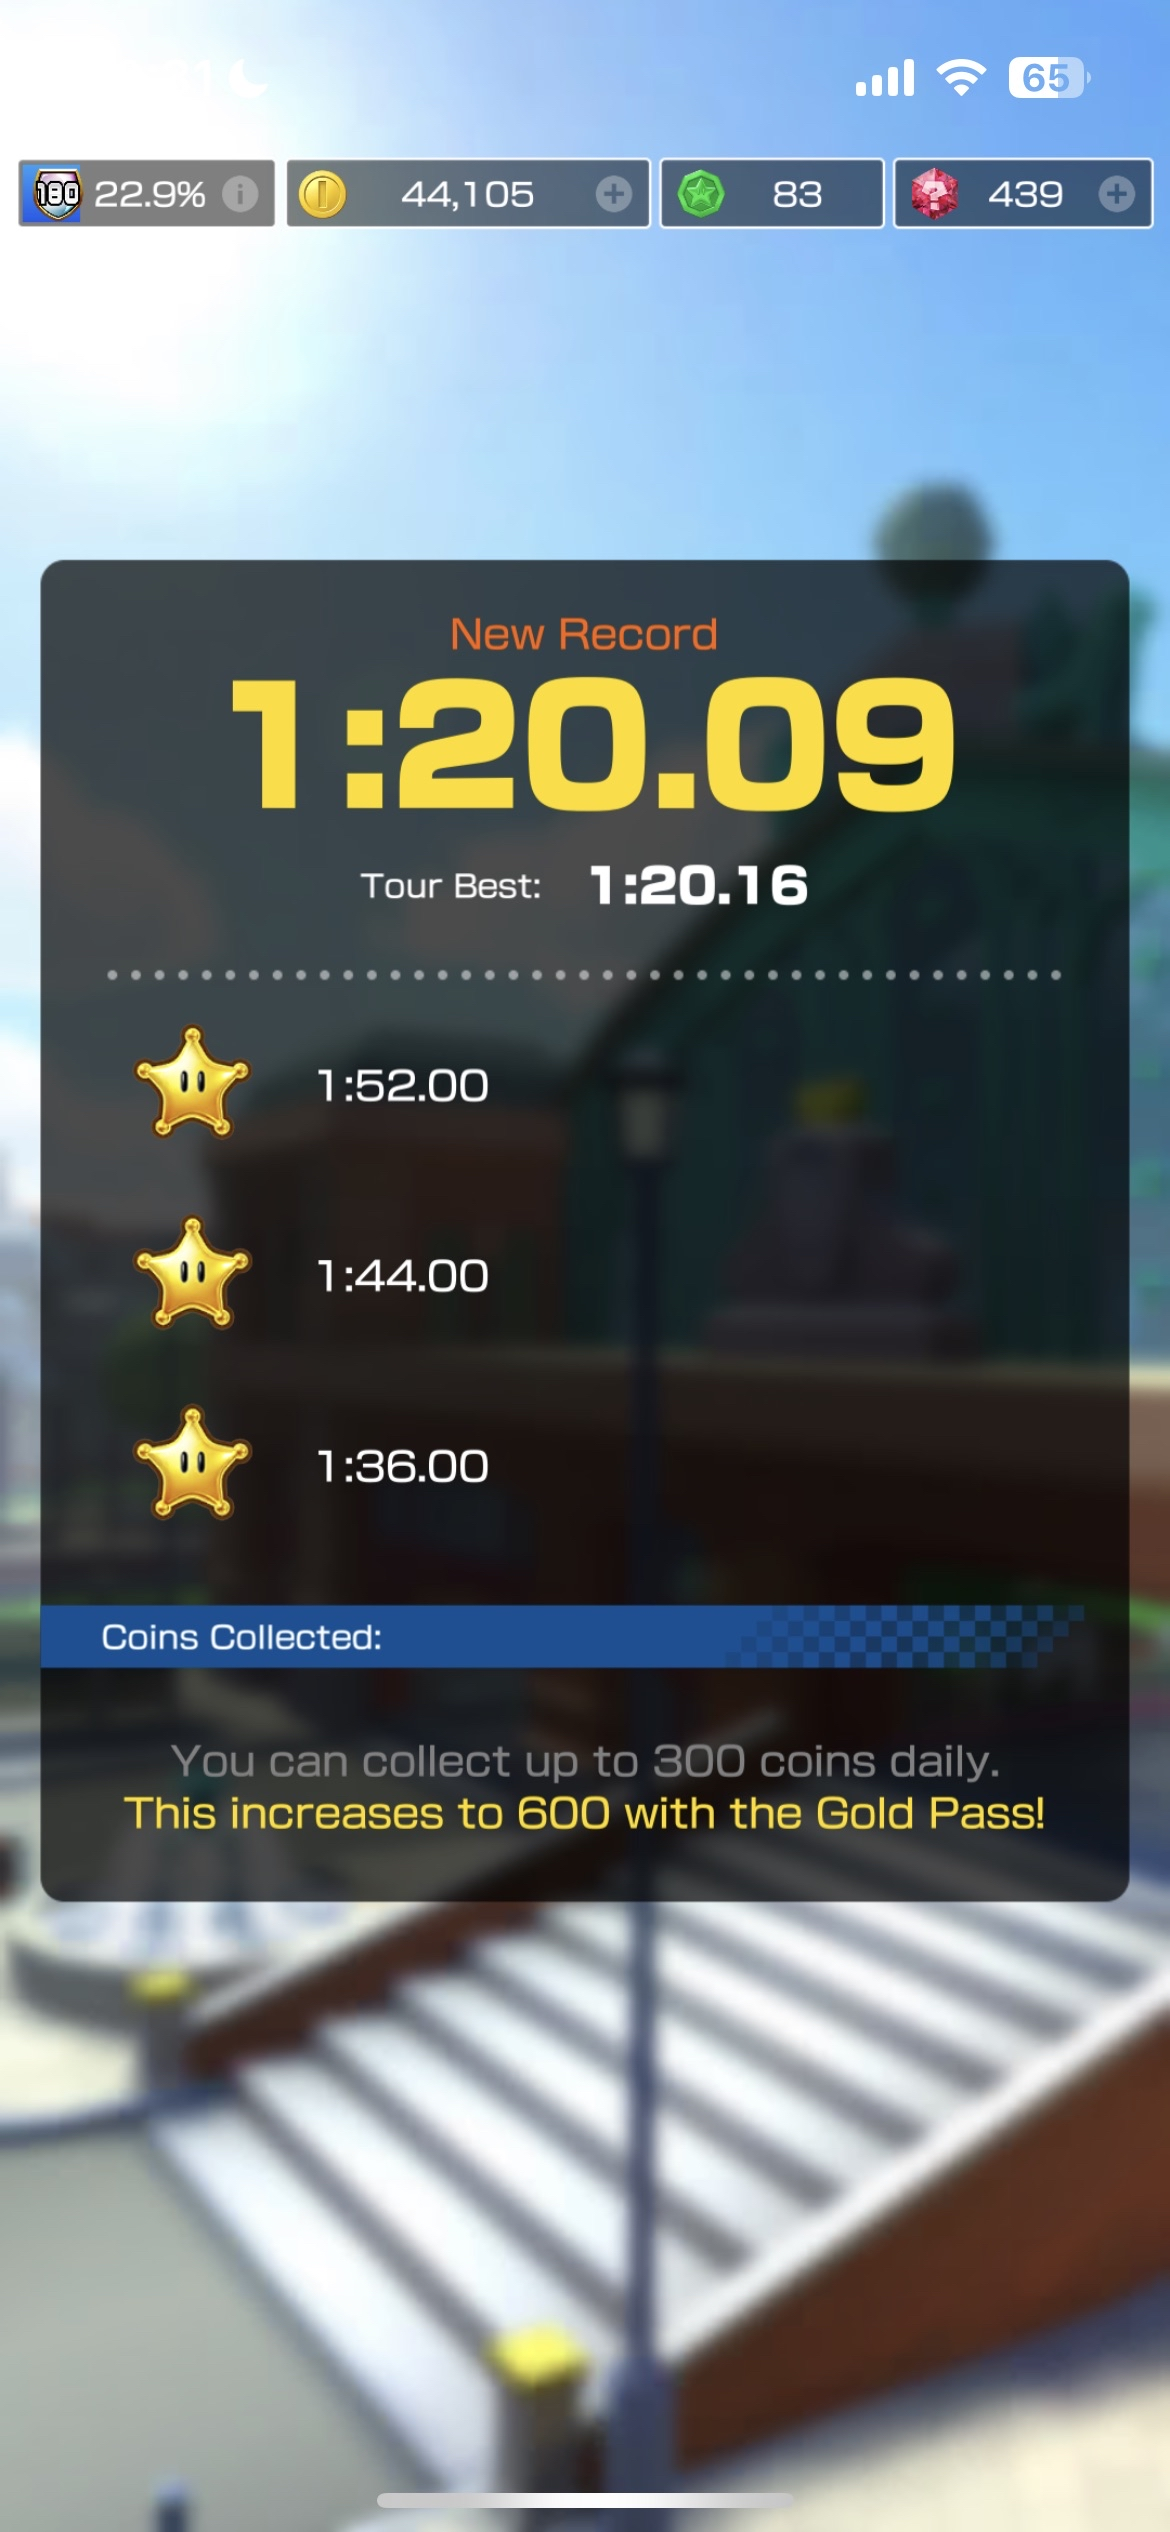 65
180 22.9% 44,105 83 439
New Record
1:20.09
Tour Best: 1:20.16
1:52.00
1:44.00
1:36.00
Coins Collected:
You can collect up to 300 coins daily.
This increases to 600 with the Gold Pass!